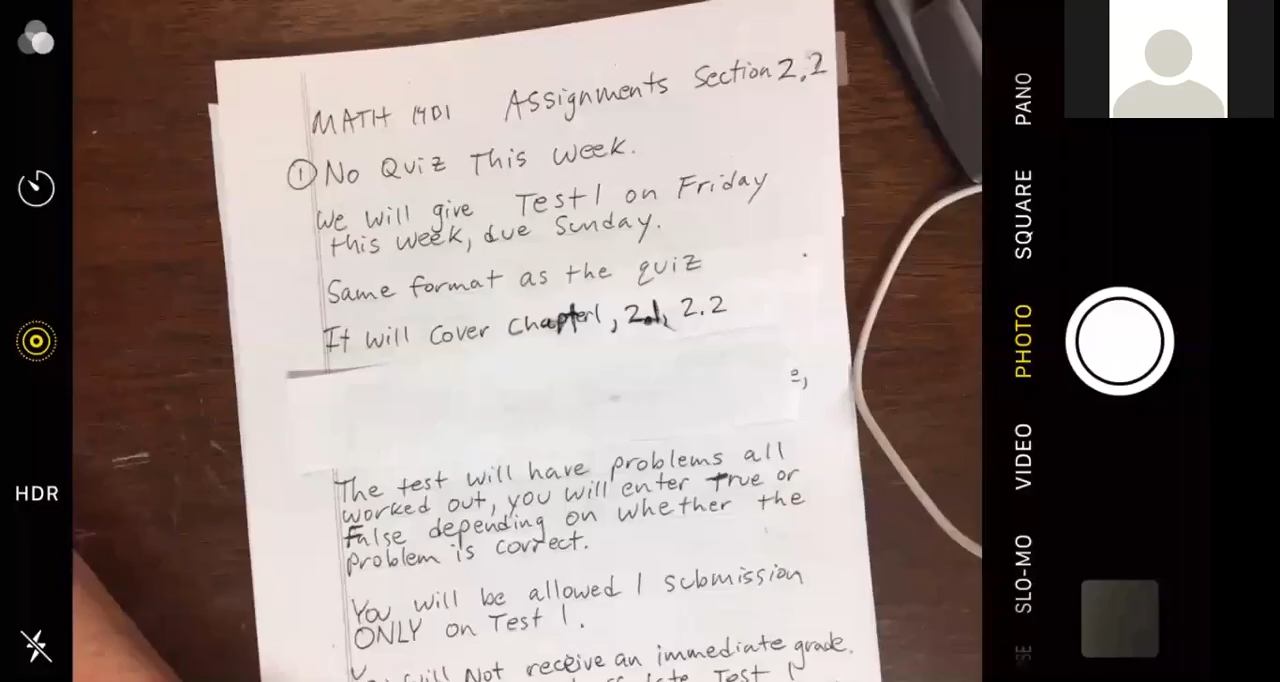 MATH 1401 Assignments Section 2.2
① No Quiz This week.
We will give Test 1 on Friday
this week, due Sunday.
Same format as the quiz
It will cover Chapter 1, 2.1, 2.2
The test will have problems all
worked out, you will enter True or
False depending on whether the
problem is correct.
You will be allowed 1 submission
ONLY on Test 1.
You will Not receive an immediate grade.
Test 1
HDR
PANO
SQUARE
PHOTO
VIDEO
SLO-MO